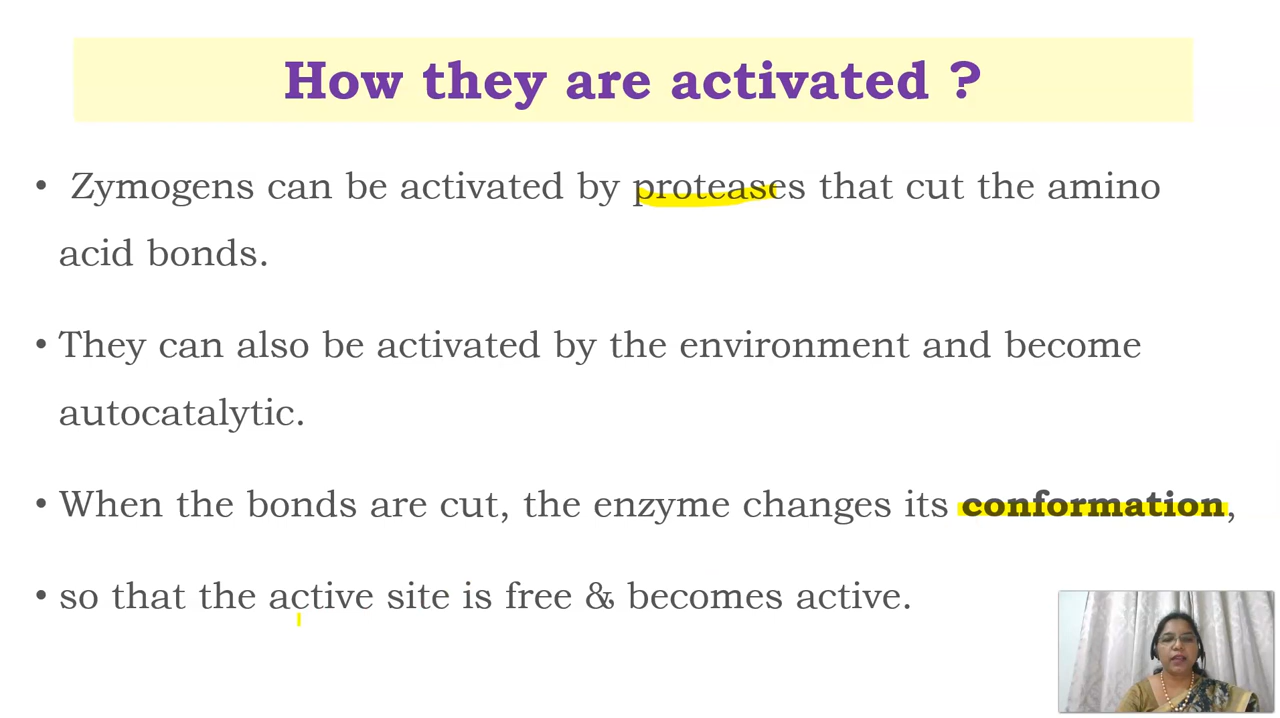 How they are activated ?
• Zymogens can be activated by proteases that cut the amino
acid bonds.
• They can also be activated by the environment and become
autocatalytic.
• When the bonds are cut, the enzyme changes its conformation,
• so that the active site is free & becomes active.